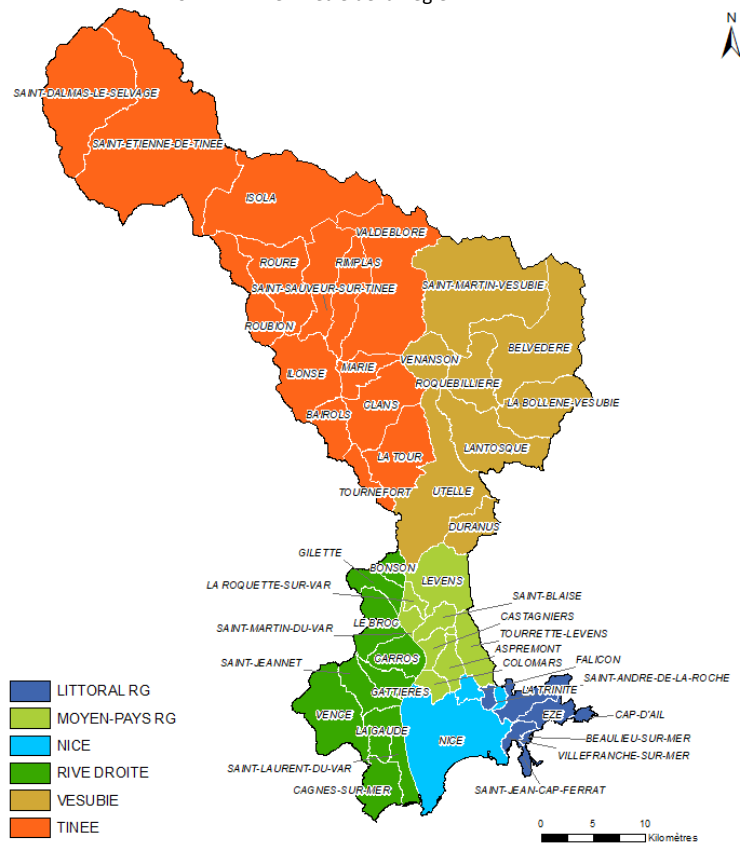 N
SAINT-DALMAS-LE-SELVAGE
SAINT-ETIENNE-DE-TINEE
ISOLA
VALDEBLORE
ROURE
RIMPLAS
SAINT-MARTIN-VESUBIE
SAINT-SAUVEUR-SUR-TINEE
ROUBION
BELVEDERE
VENANSON
ILONSE
MARIE
ROQUEBILLIERE
CLANS
LA BOLLENE-VESUBIE
BAIROLS
LANTOSQUE
LA TOUR
TOURNEFORT
UTELLE
DURANUS
GILETTE
BONSON
LEVENS
LA ROQUETTE-SUR-VAR
SAINT-BLAISE
CASTAGNIERS
LE BROC
SAINT-MARTIN-DU-VAR
TOURRETTE-LEVENS
ASPREMONT
CARROS
COLOMARS
SAINT-JEANNET
FALICON
SAINT-ANDRE-DE-LA-ROCHE
GATTIERES
LA TRINITE
VENCE
EZE
CAP-D'AIL
LA GAUDE
NICE
BEAULIEU-SUR-MER
VILLEFRANCHE-SUR-MER
SAINT-LAURENT-DU-VAR
CAGNES-SUR-MER
SAINT-JEAN-CAP-FERRAT
LITTORAL RG
MOYEN-PAYS RG
NICE
RIVE DROITE
VESUBIE
TINEE
0 5 10
Kilomètres